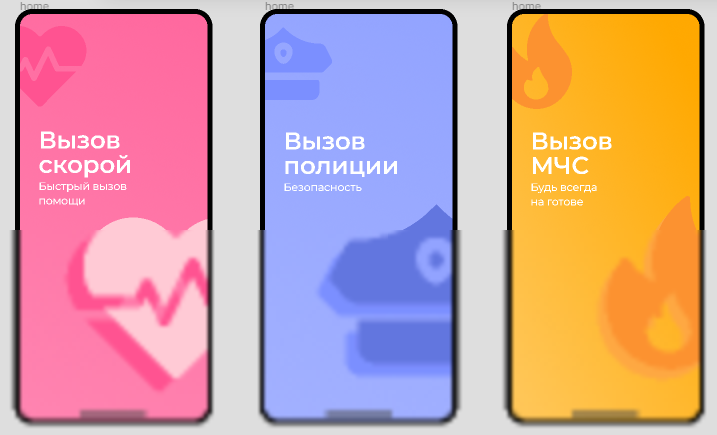 home
home
home
Вызов
скорой
Быстрый вызов
помощи
Вызов
полиции
Безопасность
Вызов
МЧС
Будь всегда
на готове